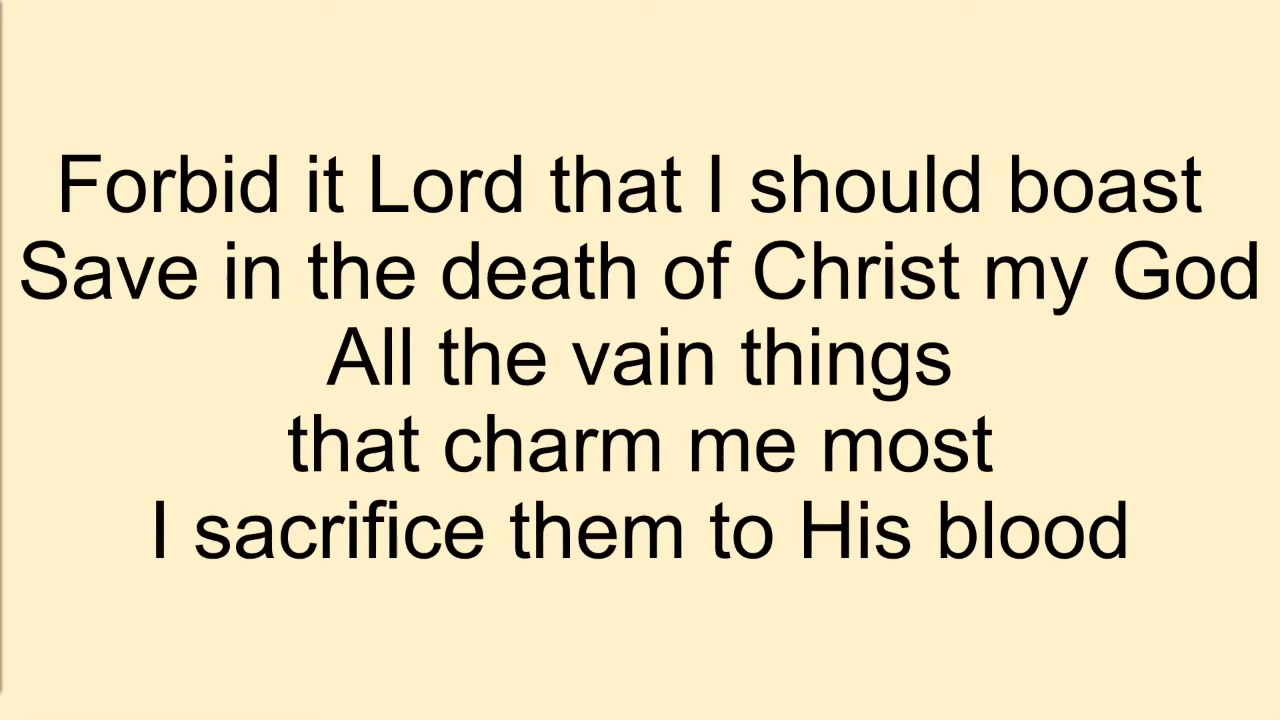 Forbid it Lord that I should boast
Save in the death of Christ my God
All the vain things
that charm me most
I sacrifice them to His blood